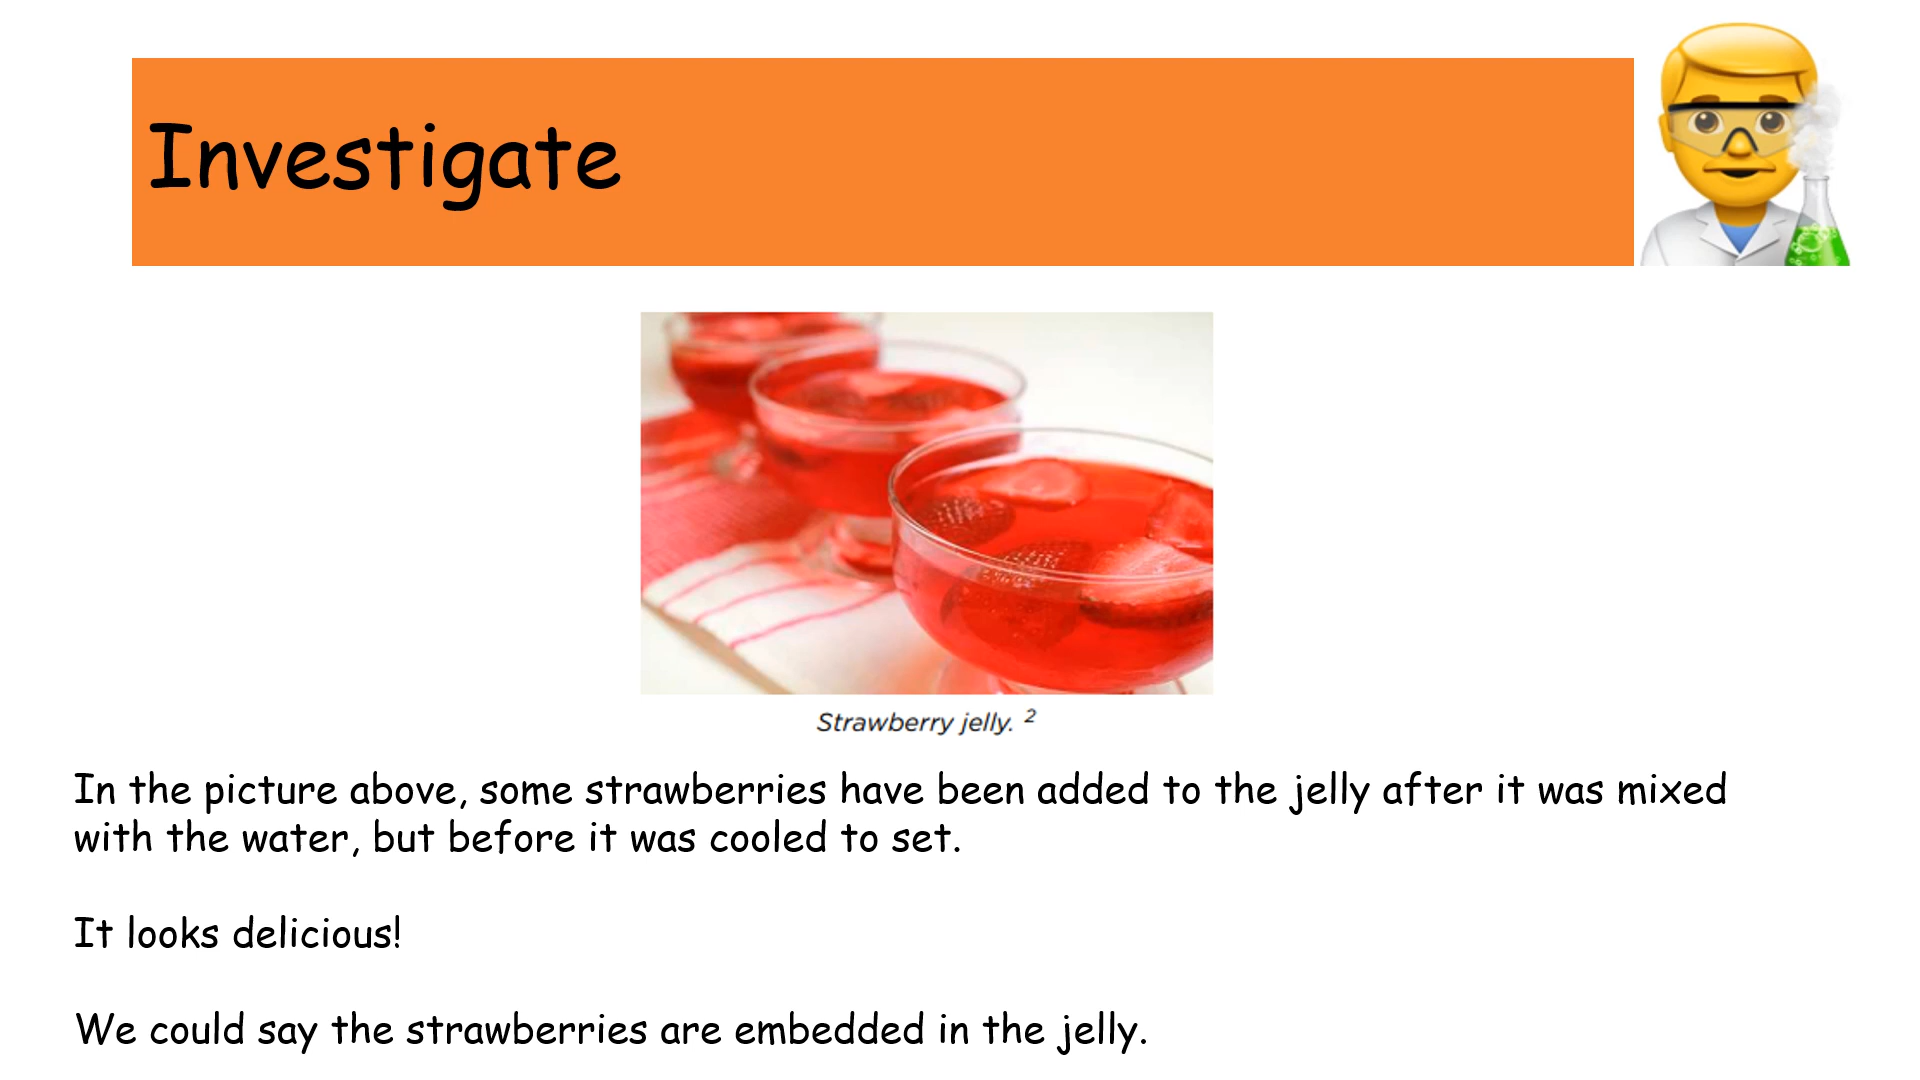 Investigate
Strawberry jelly. 2
In the picture above, some strawberries have been added to the jelly after it was mixed
with the water, but before it was cooled to set.
It looks delicious!
We could say the strawberries are embedded in the jelly.